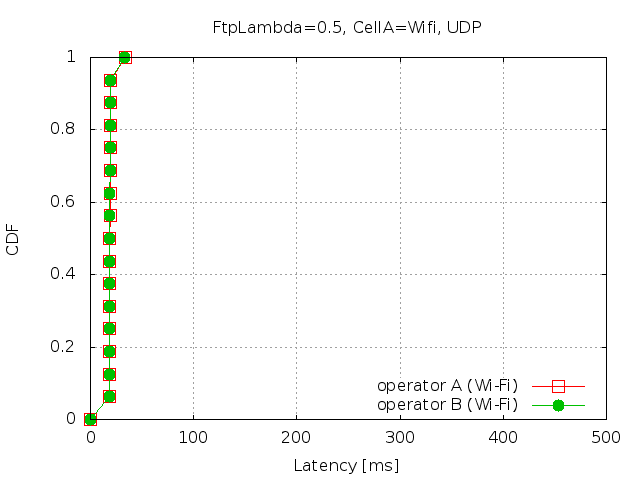 FtpLambda=0.5, CellA=Wifi, UDP
1
0.8
0.6
0.4
0.2
0
CDF
operator A (Wi-Fi)
operator B (Wi-Fi)
0 100 200 300 400 500
Latency [ms]